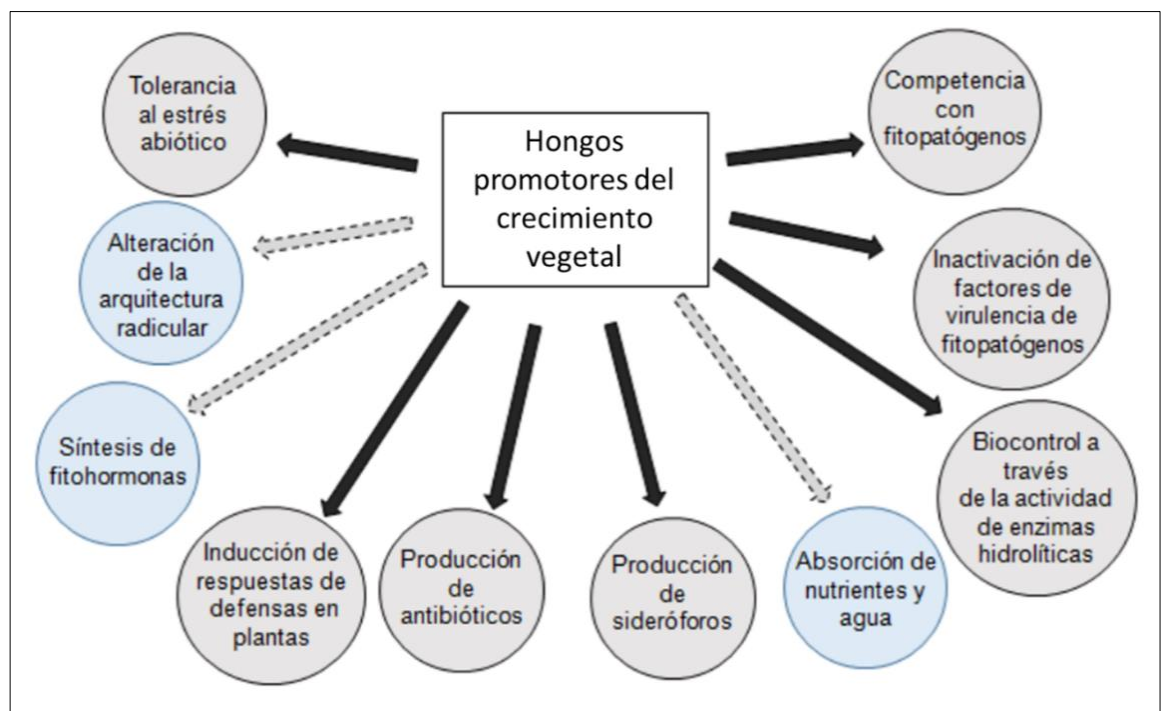 Hongos
promotores del
crecimiento
vegetal
Tolerancia
al estrés
abiótico
Alteración
de la
arquitectura
radicular
Síntesis de
fitohormonas
Inducción de
respuestas de
defensas en
plantas
Producción
de
antibióticos
Producción
de
sideróforos
Absorción de
nutrientes y
agua
Biocontrol a
través
de la actividad
de enzimas
hidrolíticas
Inactivación de
factores de
virulencia de
fitopatógenos
Competencia
con
fitopatógenos